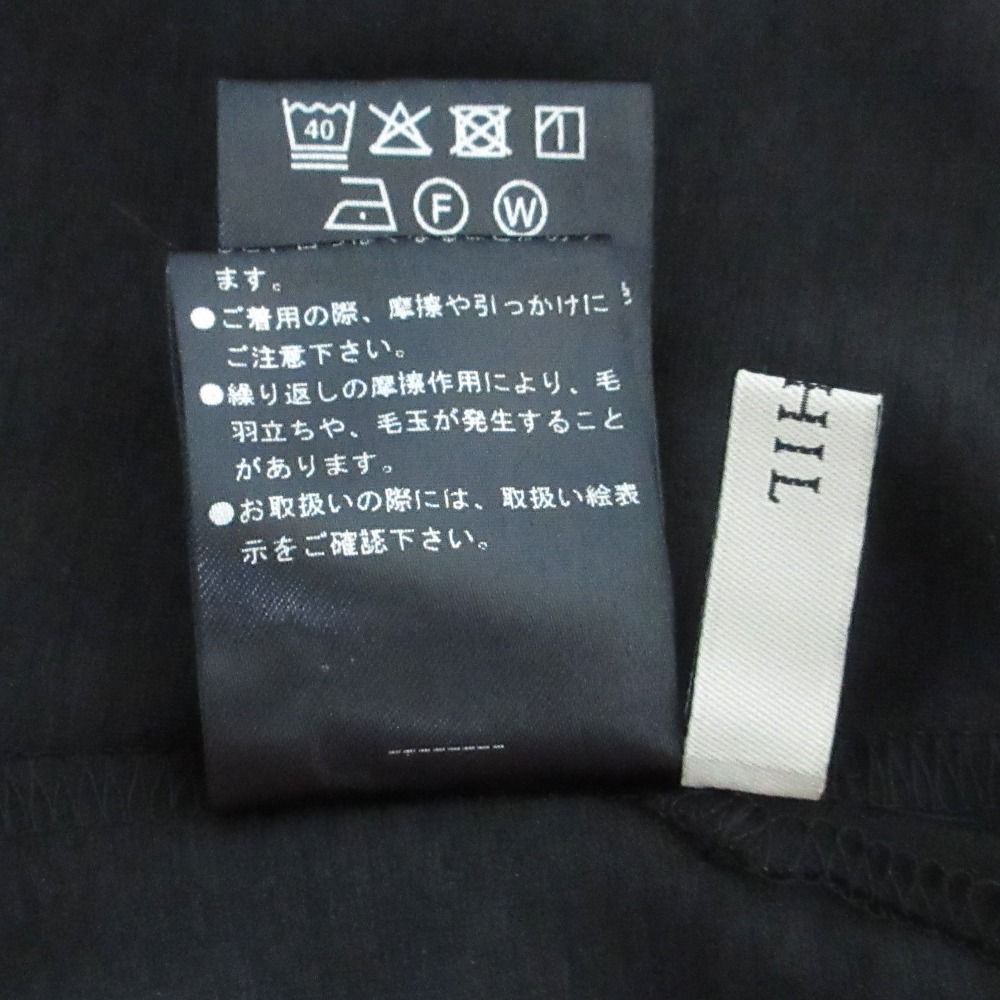 40
F W
ます。
●ご着用の際、摩擦や引っかけに
ご注意下さい。
●繰り返しの摩擦作用により、毛
羽立ちや、毛玉が発生すること
があります。
●お取扱いの際には、取扱い絵表
示をご確認下さい。
HIL